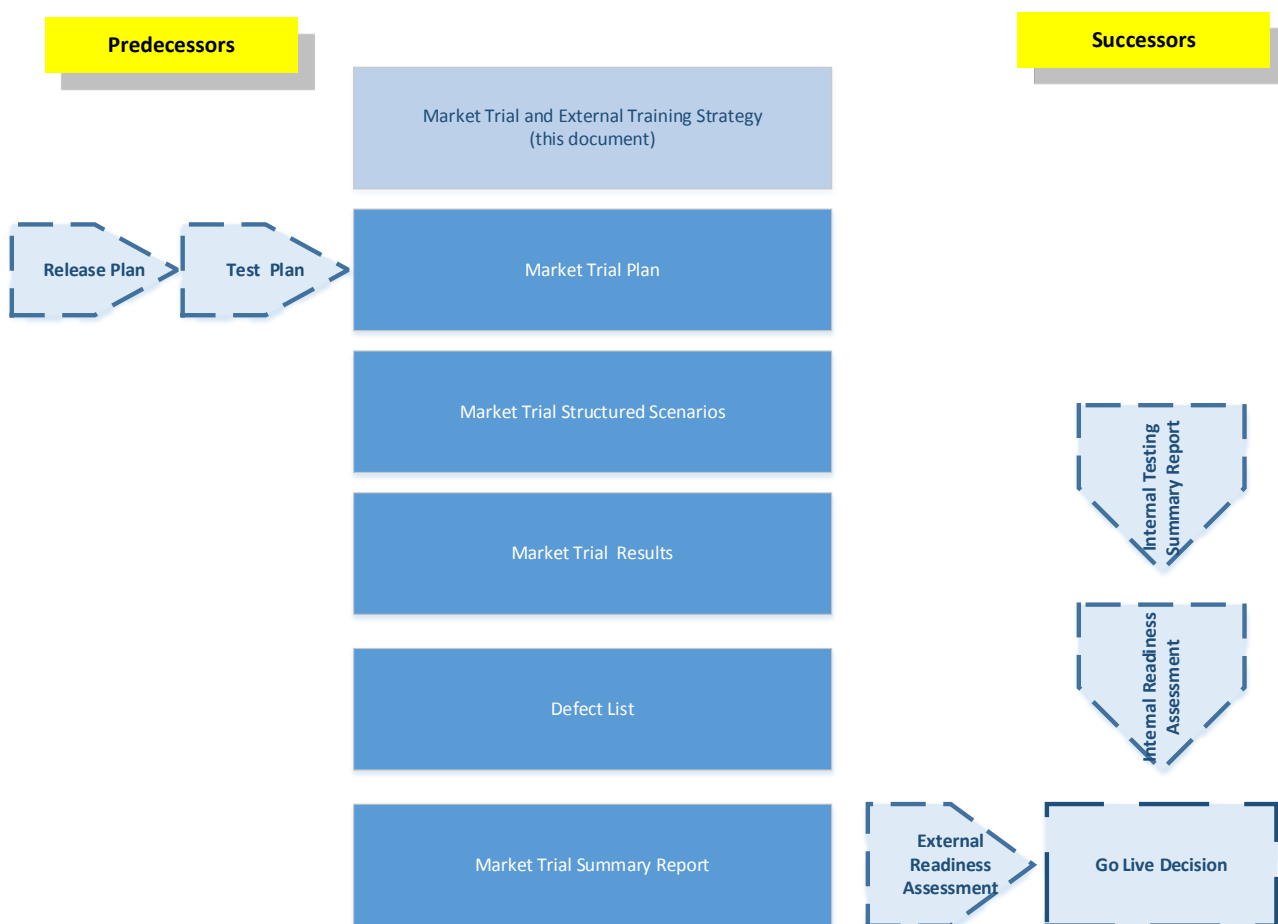 Predecessors
Successors
Market Trial and External Training Strategy
(this document)
Release Plan
Test Plan
Market Trial Plan
Market Trial Structured Scenarios
Internal Testing
Summary Report
Market Trial Results
Internal Readiness
Assessment
Defect List
Market Trial Summary Report
External
Readiness
Assessment
Go Live Decision